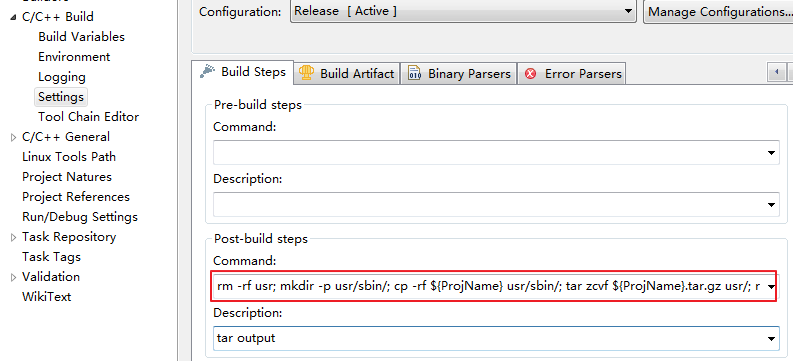 C/C++ Build
Build Variables
Environment
Logging
Settings
Tool Chain Editor
C/C++ General
Linux Tools Path
Project Natures
Project References
Run/Debug Settings
Task Repository
Task Tags
Validation
WikiText
Configuration: Release [ Active ] Manage Configurations...
Build Steps Build Artifact Binary Parsers Error Parsers
Pre-build steps
Command:
Description:
Post-build steps
Command:
rm -rf usr; mkdir -p usr/sbin/; cp -rf ${ProjName} usr/sbin/; tar zcvf ${ProjName}.tar.gz usr/; r
Description:
tar output